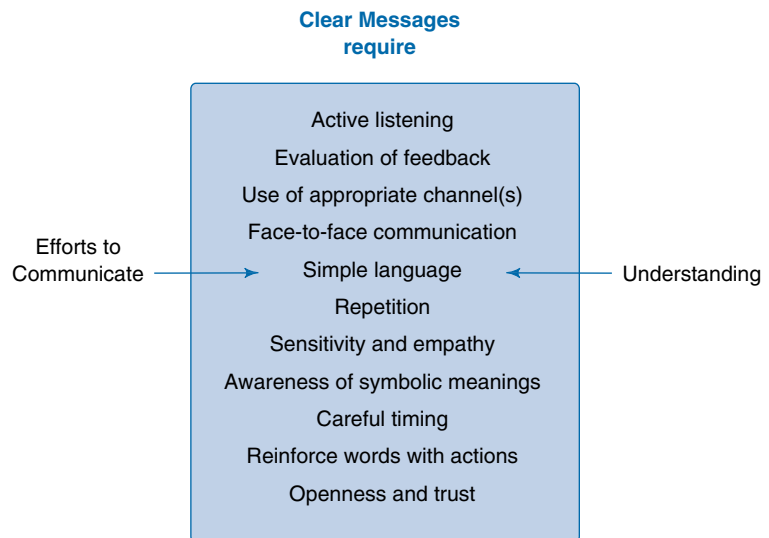 Clear Messages
require
Active listening
Evaluation of feedback
Use of appropriate channel(s)
Face-to-face communication
Efforts to
Communicate
Simple language
Understanding
Repetition
Sensitivity and empathy
Awareness of symbolic meanings
Careful timing
Reinforce words with actions
Openness and trust